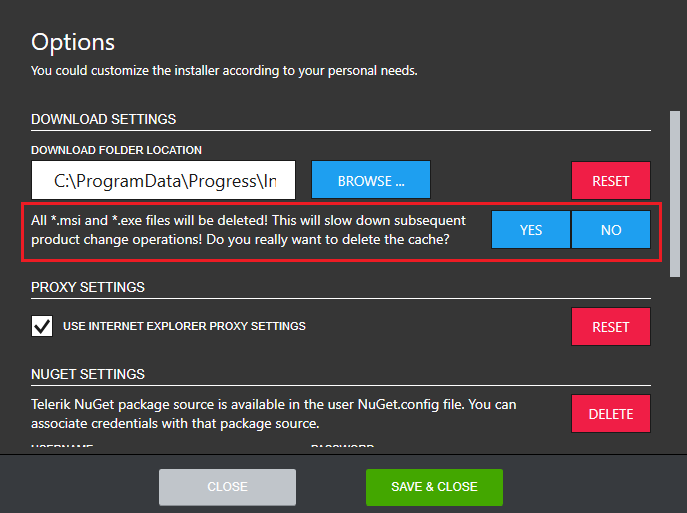 Options
You could customize the installer according to your personal needs.
DOWNLOAD SETTINGS
DOWNLOAD FOLDER LOCATION
C:\ProgramData\Progress\In
BROWSE ...
RESET
All *.msi and *.exe files will be deleted! This will slow down subsequent
product change operations! Do you really want to delete the cache?
YES
NO
PROXY SETTINGS
USE INTERNET EXPLORER PROXY SETTINGS
RESET
NUGET SETTINGS
Telerik NuGet package source is available in the user NuGet.config file. You can
associate credentials with that package source.
DELETE
USERNAME
PASSWORD
CLOSE
SAVE & CLOSE